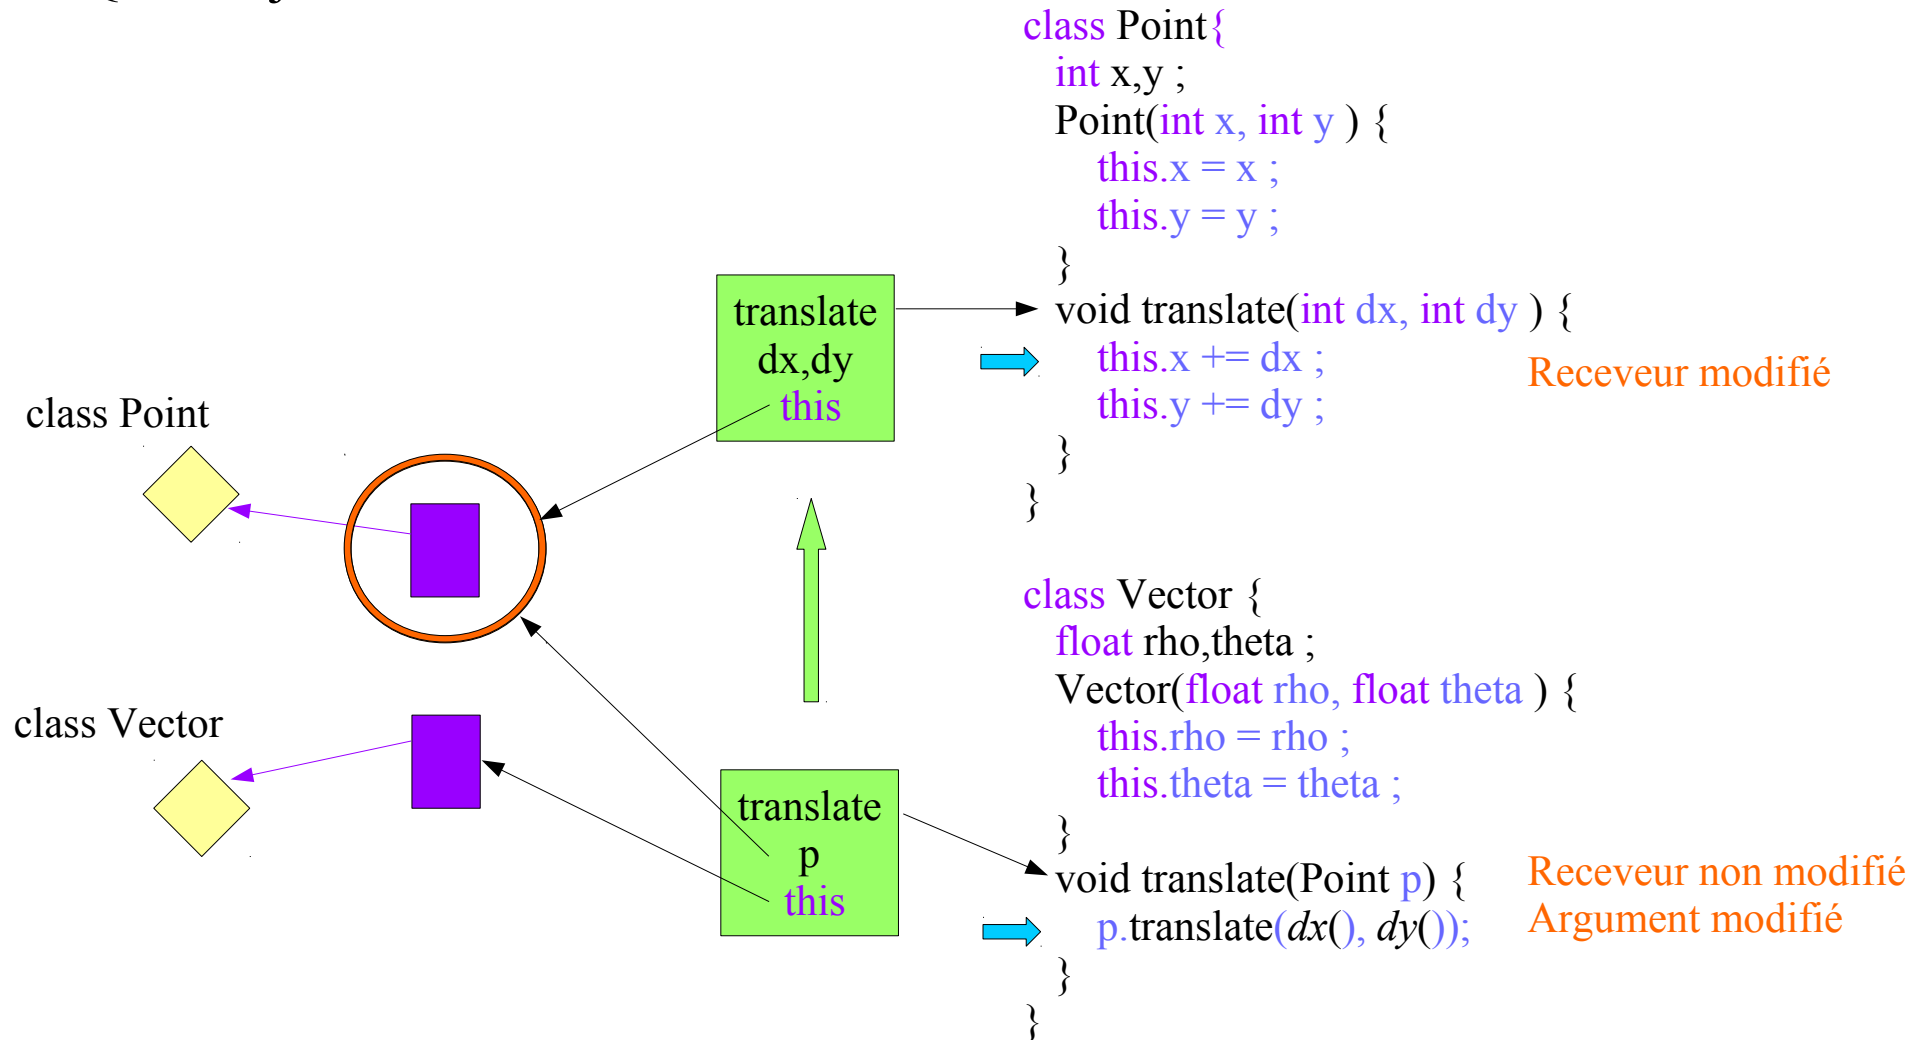 class Point{
int x,y ;
Point(int x, int y ) {
this.x = x ;
this.y = y ;
}
void translate(int dx, int dy ) {
this.x += dx ;
this.y += dy ;
}
}
Receveur modifié
translate
dx,dy
this
class Point
class Vector
translate
p
this
class Vector {
float rho,theta ;
Vector(float rho, float theta ) {
this.rho = rho ;
this.theta = theta ;
}
void translate(Point p) {
p.translate(dx(), dy());
}
}
Receveur non modifié
Argument modifié